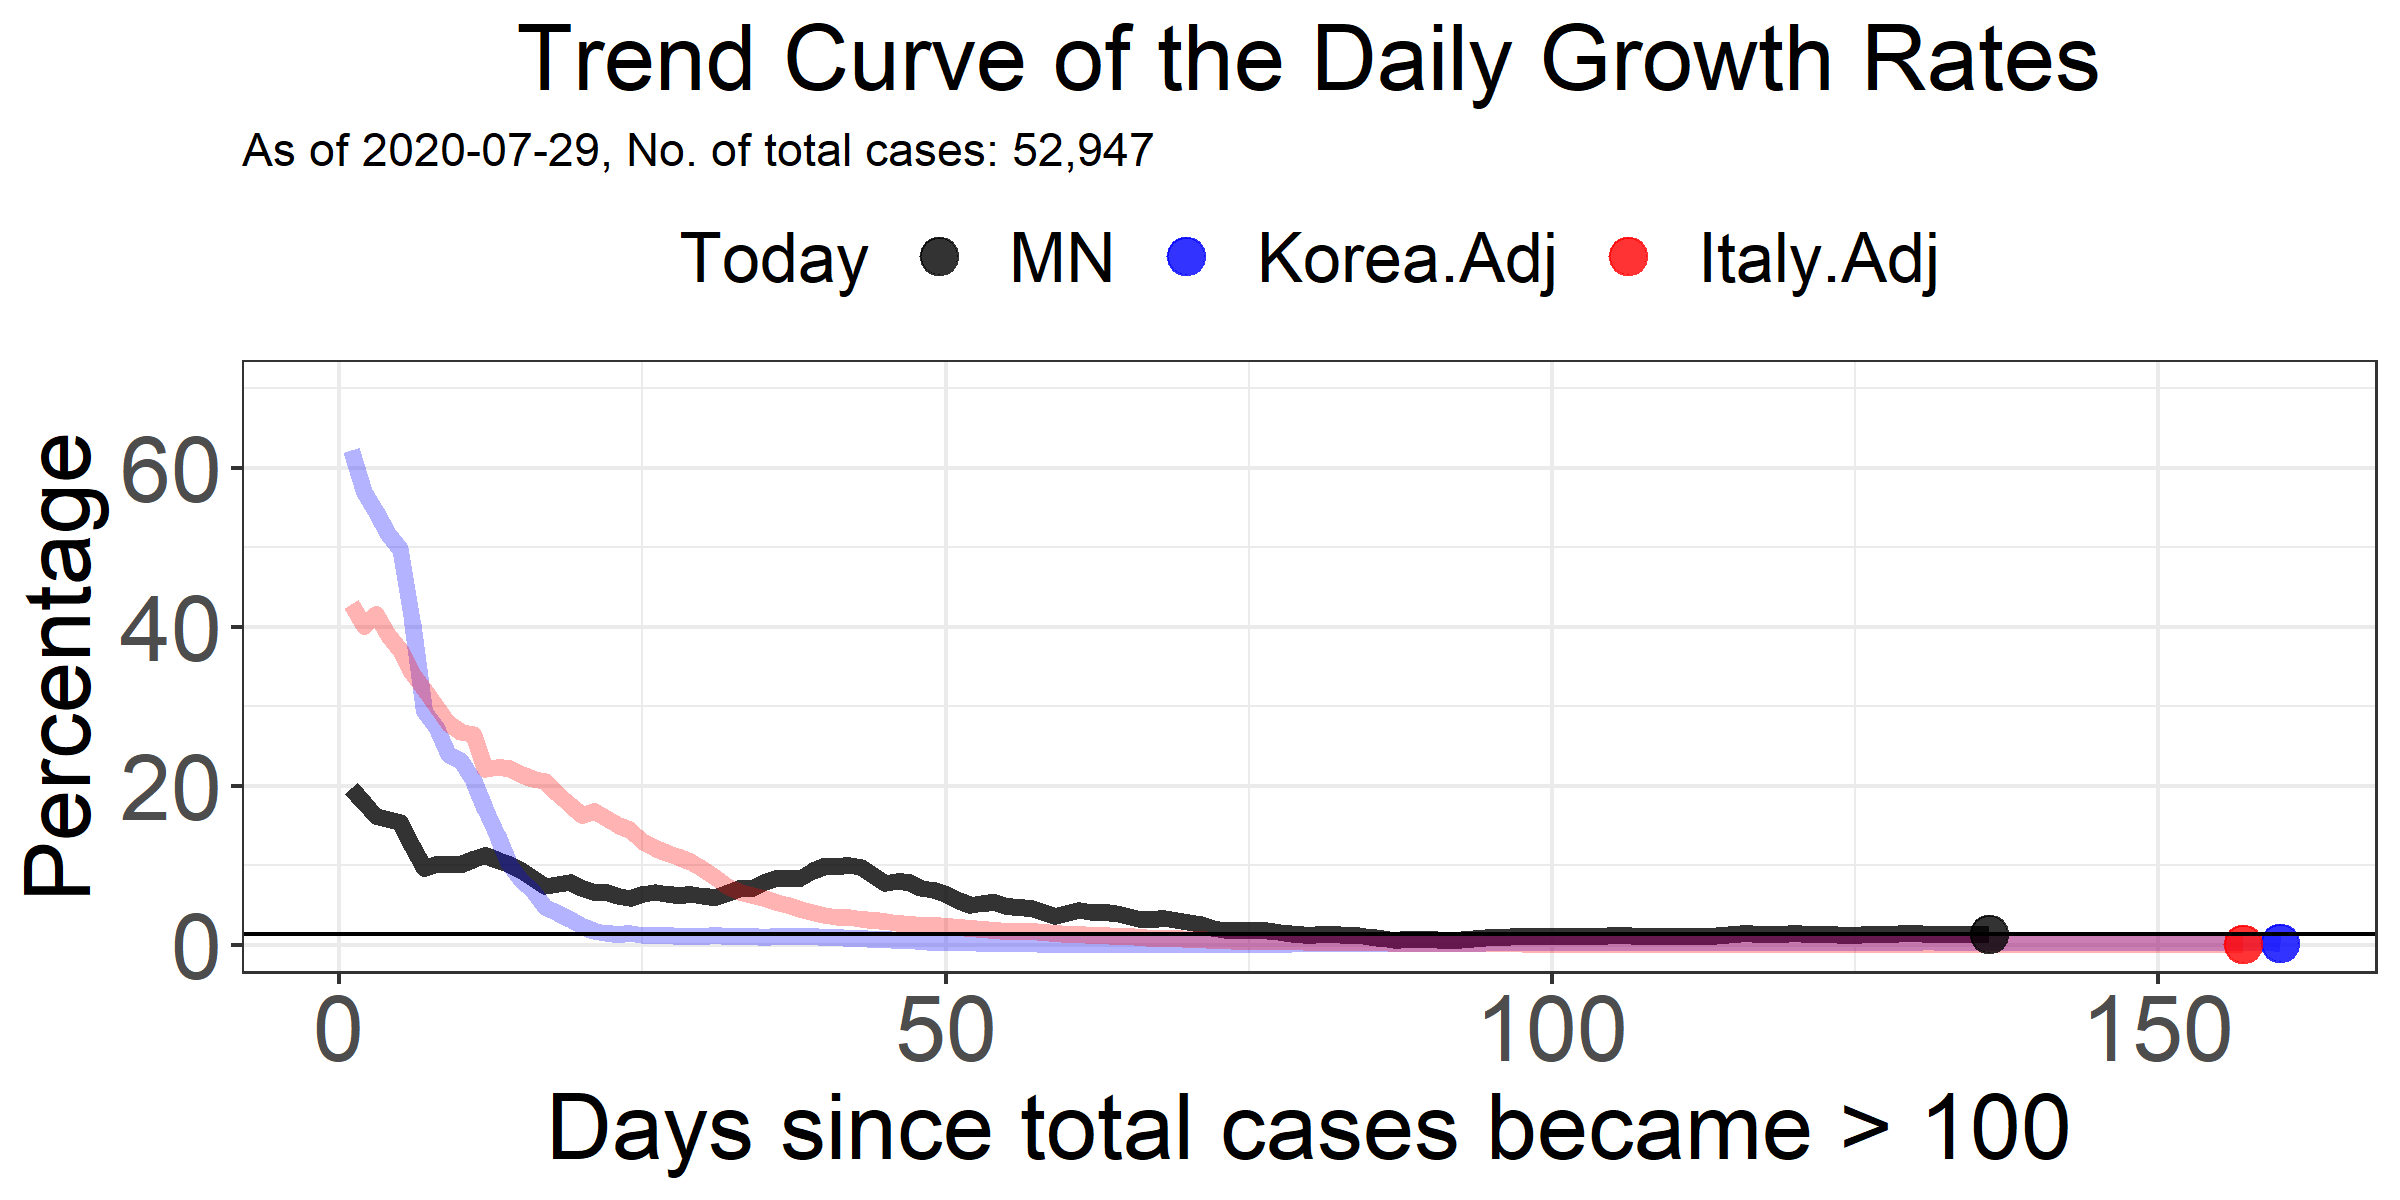 Trend Curve of the Daily Growth Rates
As of 2020-07-29, No. of total cases: 52,947
Today MN Korea.Adj Italy.Adj
Percentage
60
40
20
0
0 50 100 150
Days since total cases became > 100